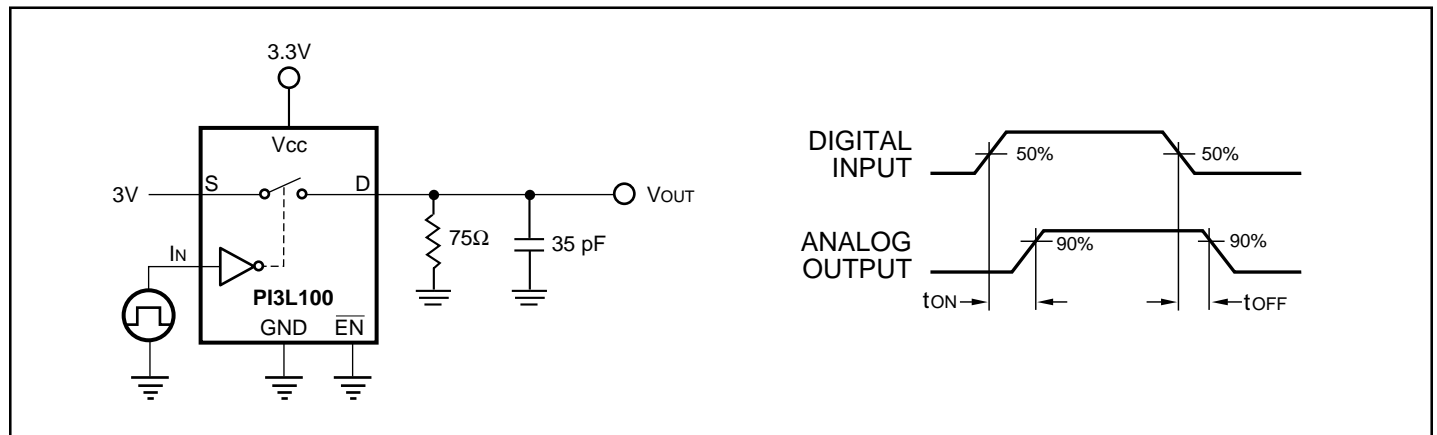 3.3V
Vcc
3V
S
D
VOUT
75Ω
35 pF
IN
PI3L100
GND
EN
DIGITAL
INPUT
50%
50%
ANALOG
OUTPUT
90%
90%
tON
tOFF